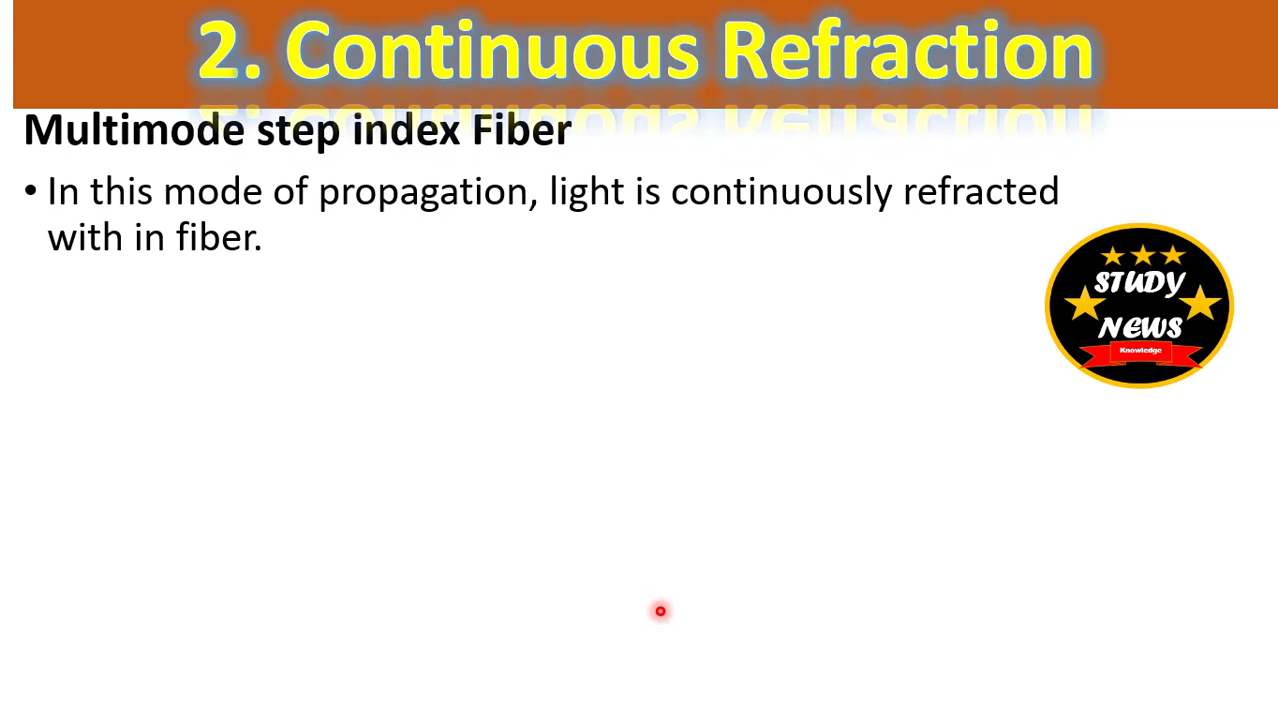 2. Continuous Refraction
Multimode step index Fiber
• In this mode of propagation, light is continuously refracted
with in fiber.
STUDY
NEWS
Knowledge